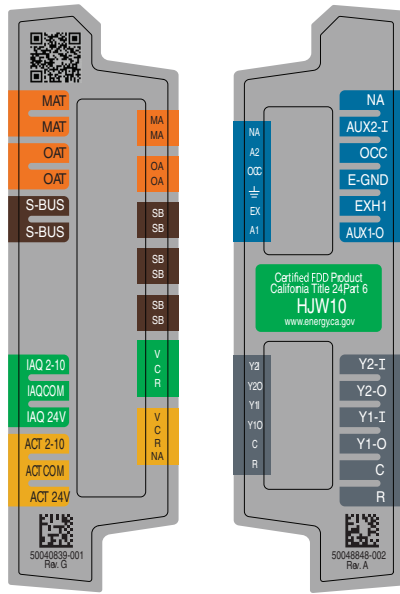 MAT
MAT
OAT
OAT
S-BUS
S-BUS
IAQ 2-10
IAQCOM
IAQ 24V
ACT 2-10
ACTCOM
ACT 24V
MA
MA
OA
OA
SB
SB
SB
SB
SB
SB
V
C
R
V
C
R
NA
50040839-001
Rev. G
NA
A2
OCC
EX
A1
NA
AUX2-I
OCC
E-GND
EXH1
AUX1-O
Certified FDD Product
California Title 24,Part 6
HJW10
www.energy.ca.gov
Y2I
Y2O
Y1I
Y1O
C
R
Y2-I
Y2-O
Y1-I
Y1-O
C
R
50048848-002
Rev. A